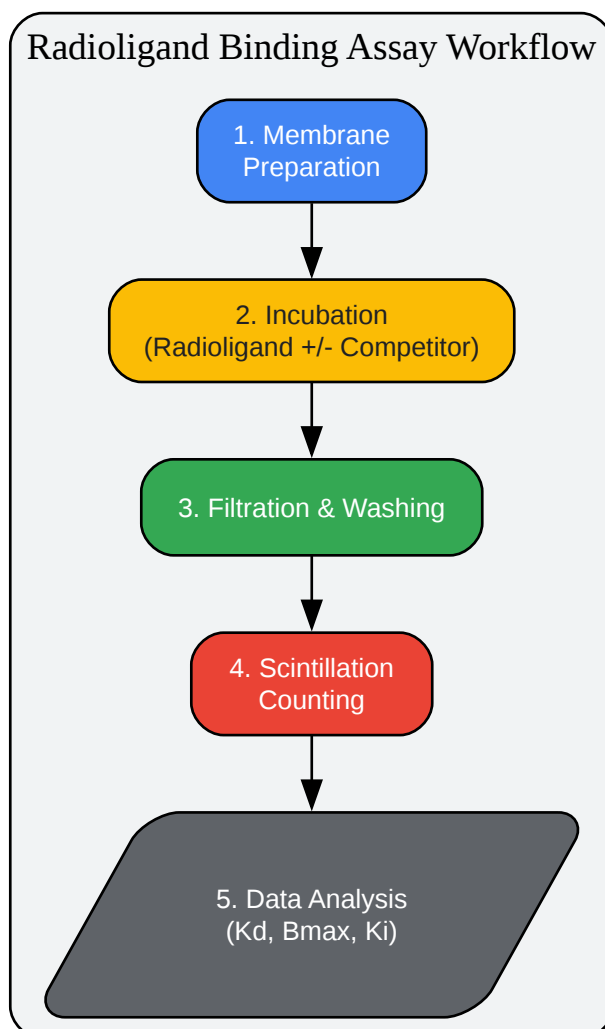 Radioligand Binding Assay Workflow
1. Membrane
Preparation
2. Incubation
(Radioligand +/- Competitor)
3. Filtration & Washing
4. Scintillation
Counting
5. Data Analysis
(Kd, Bmax, Ki)